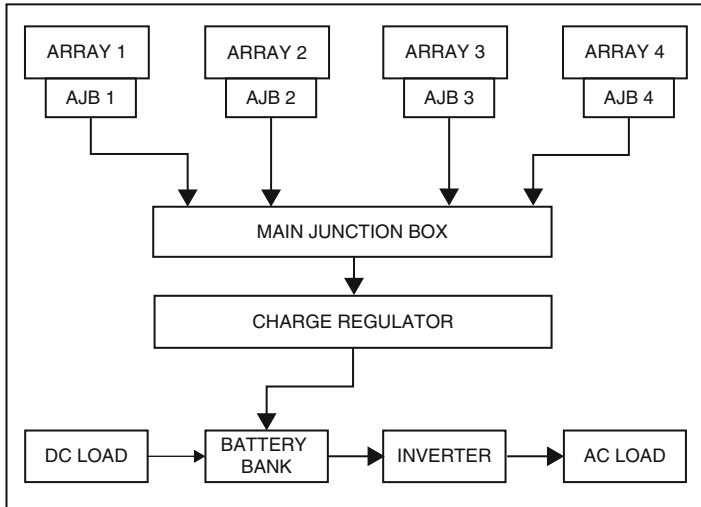 ARRAY 1
ARRAY 2
ARRAY 3
ARRAY 4
AJB 1
AJB 2
AJB 3
AJB 4
MAIN JUNCTION BOX
CHARGE REGULATOR
DC LOAD
BATTERY
BANK
INVERTER
AC LOAD